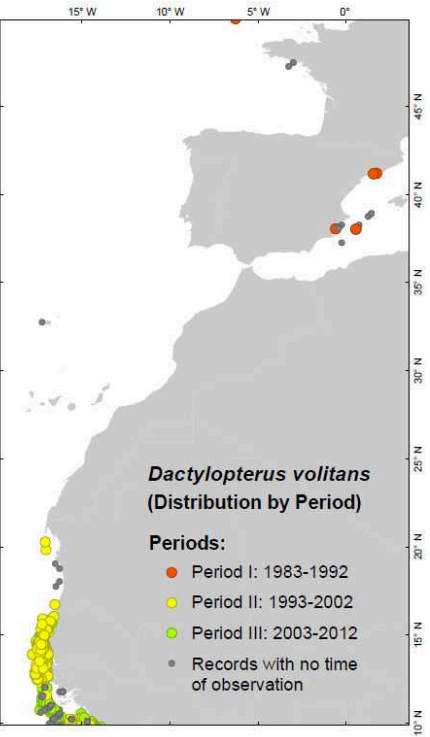 15° W 10° W 5° W 0°
45° N
40° N
35° N
30° N
25° N
20° N
15° N
10° N
Dactylopterus volitans
(Distribution by Period)
Periods:
Period I: 1983-1992
Period II: 1993-2002
Period III: 2003-2012
Records with no time
of observation